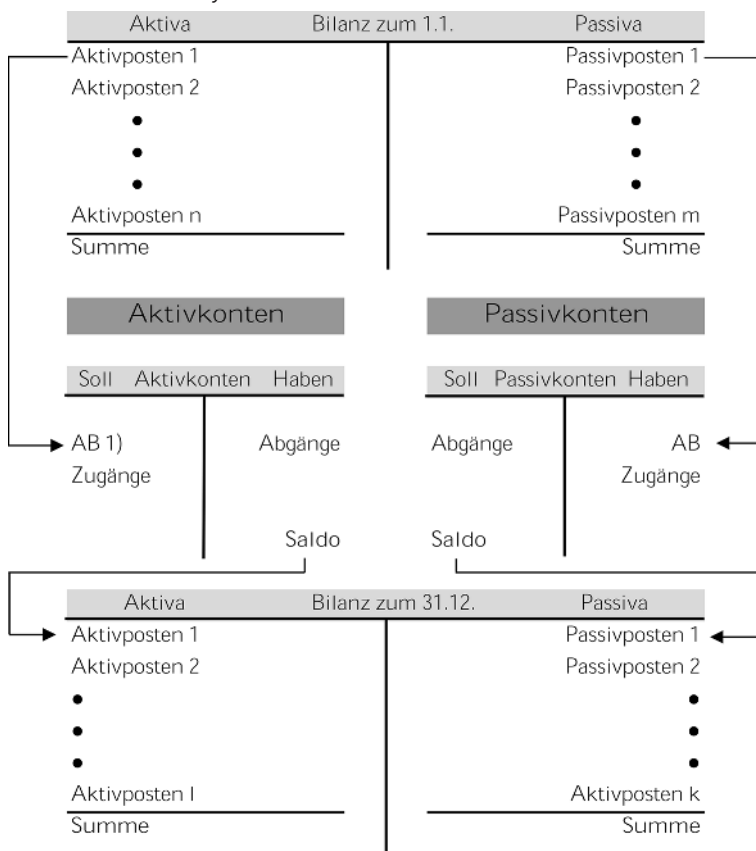 Aktiva Bilanz zum 1.1. Passiva
Aktivposten 1 Passivposten 1
Aktivposten 2 Passivposten 2
Aktivposten n Passivposten m
Summe Summe
Aktivkonten Passivkonten
Soll Aktivkonten Haben Soll Passivkonten Haben
AB 1) Abgänge Abgänge AB
Zugänge Zugänge
Saldo Saldo
Aktiva Bilanz zum 31.12. Passiva
Aktivposten 1 Passivposten 1
Aktivposten 2 Passivposten 2
Aktivposten l Aktivposten k
Summe Summe